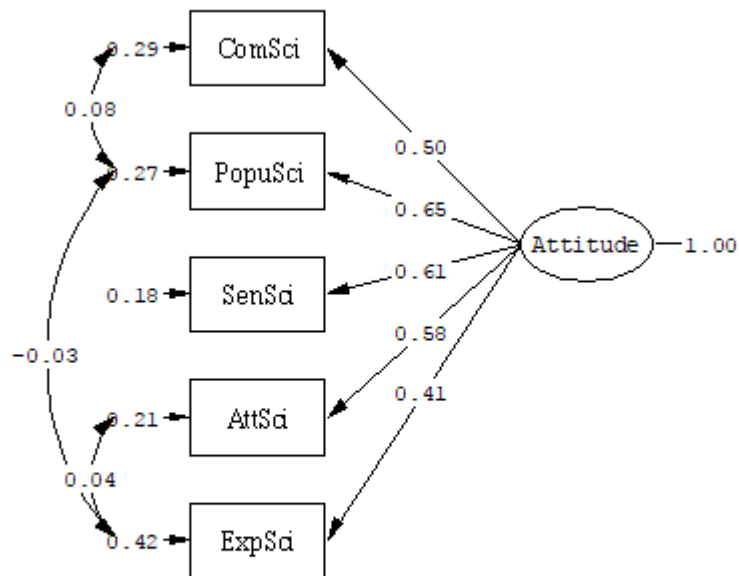 0.29 ComSci
0.08
0.50
0.27 PopuSci
0.65
Attitude 1.00
0.61
0.18 SenSci
0.58
-0.03
0.41
0.21 AttSci
0.04
0.42 ExpSci